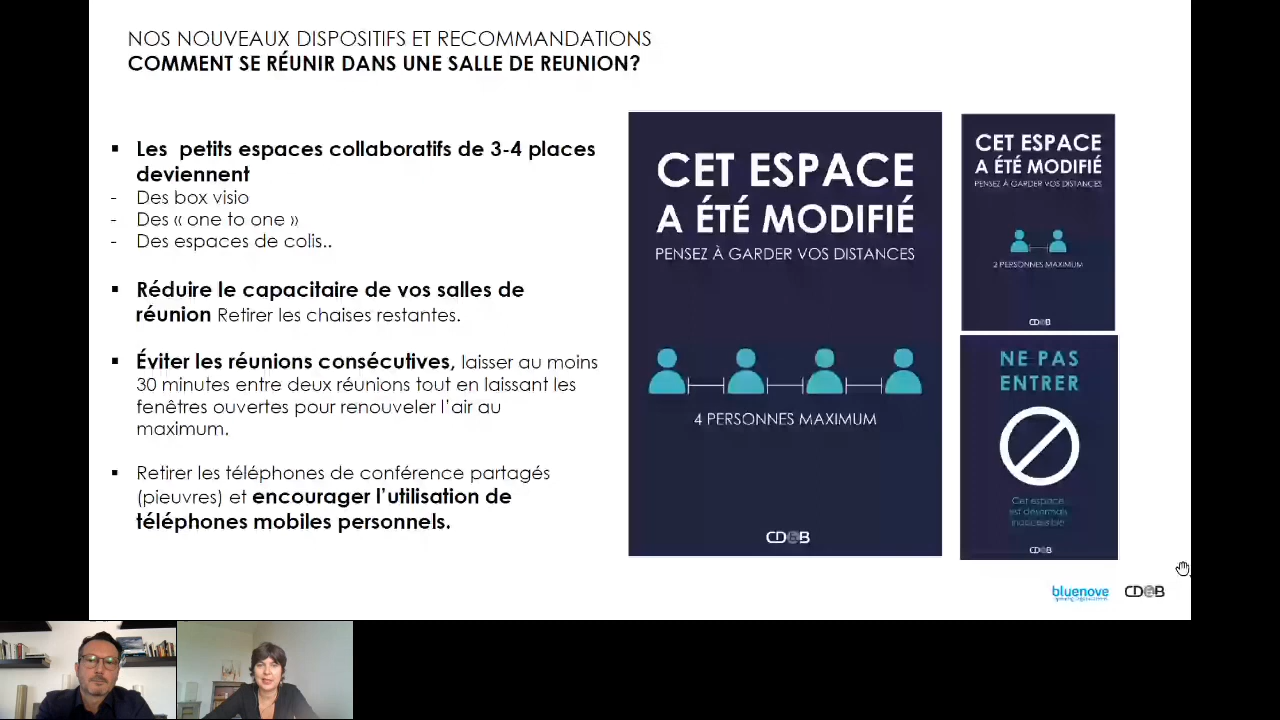 NOS NOUVEAUX DISPOSITIFS ET RECOMMANDATIONS
COMMENT SE RÉUNIR DANS UNE SALLE DE REUNION?
▪ Les petits espaces collaboratifs de 3-4 places
deviennent
- Des box visio
- Des « one to one »
- Des espaces de colis..
▪ Réduire le capacitaire de vos salles de
réunion Retirer les chaises restantes.
▪ Éviter les réunions consécutives, laisser au moins
30 minutes entre deux réunions tout en laissant les
fenêtres ouvertes pour renouveler l'air au
maximum.
▪ Retirer les téléphones de conférence partagés
(pieuvres) et encourager l'utilisation de
téléphones mobiles personnels.
CET ESPACE
A ÉTÉ MODIFIÉ
PENSEZ À GARDER VOS DISTANCES
4 PERSONNES MAXIMUM
CD@B
CET ESPACE
A ÉTÉ MODIFIÉ
PENSEZ À GARDER VOS DISTANCES
2 PERSONNES MAXIMUM
CD@B
NE PAS
ENTRER
Cet espace
est désormais
inaccessible
CD@B
bluenove
CD@B